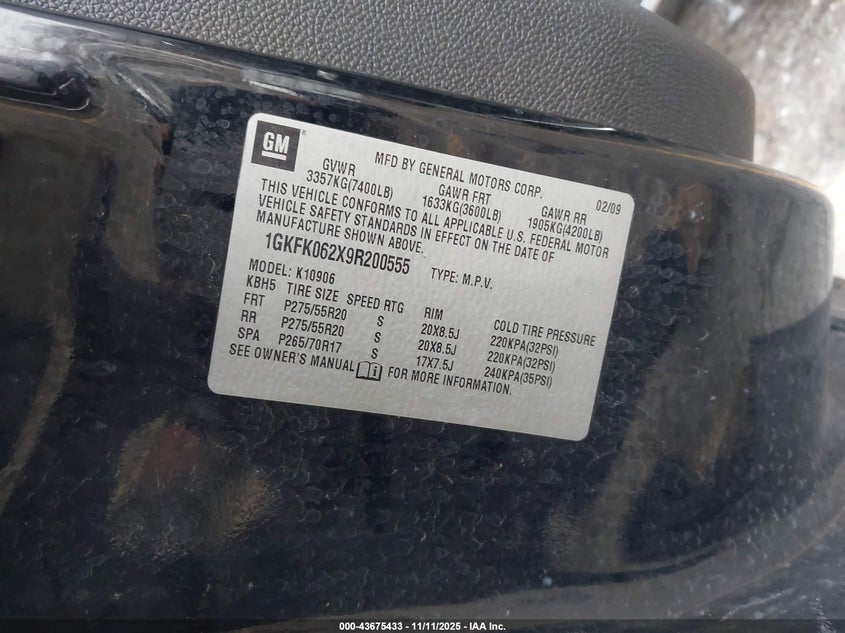 GM
MFD BY GENERAL MOTORS CORP.
02/09
GVWR GAWR FRT GAWR RR
3357KG(7400LB) 1633KG(3600LB) 1905KG(4200LB)
THIS VEHICLE CONFORMS TO ALL APPLICABLE U.S. FEDERAL MOTOR
VEHICLE SAFETY STANDARDS IN EFFECT ON THE DATE OF
MANUFACTURE SHOWN ABOVE.
1GKFK062X9R200555 TYPE: M.P.V.
MODEL: K10906
KBH5 TIRE SIZE SPEED RTG RIM COLD TIRE PRESSURE
FRT P275/55R20 S 20X8.5J 220KPA(32PSI)
RR P275/55R20 S 20X8.5J 220KPA(32PSI)
SPA P265/70R17 S 17X7.5J 240KPA(35PSI)
SEE OWNER'S MANUAL FOR MORE INFORMATION.
000-43675433 - 11/11/2025 - IAA Inc.